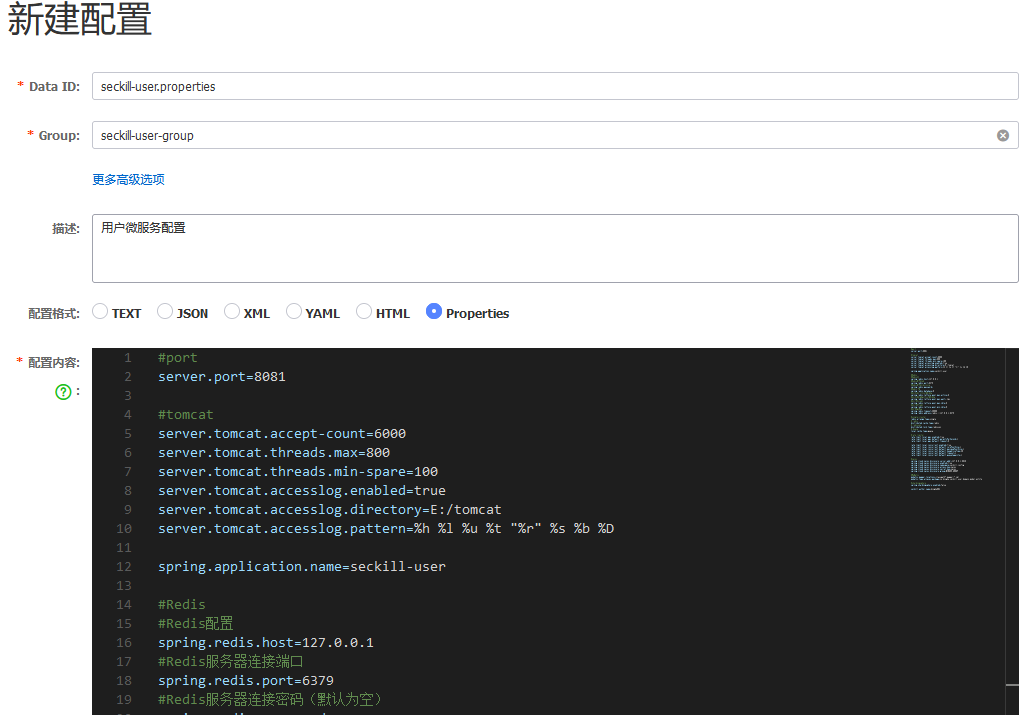 新建配置
* Data ID: seckill-user.properties
* Group: seckill-user-group
更多高级选项
描述: 用户微服务配置
配置格式: TEXT JSON XML YAML HTML Properties
* 配置内容:
? :
1 #port
2 server.port=8081
3
4 #tomcat
5 server.tomcat.accept-count=6000
6 server.tomcat.threads.max=800
7 server.tomcat.threads.min-spare=100
8 server.tomcat.accesslog.enabled=true
9 server.tomcat.accesslog.directory=E:/tomcat
10 server.tomcat.accesslog.pattern=%h %l %u %t "%r" %s %b %D
11
12 spring.application.name=seckill-user
13
14 #Redis
15 #Redis配置
16 spring.redis.host=127.0.0.1
17 #Redis服务器连接端口
18 spring.redis.port=6379
19 #Redis服务器连接密码（默认为空）